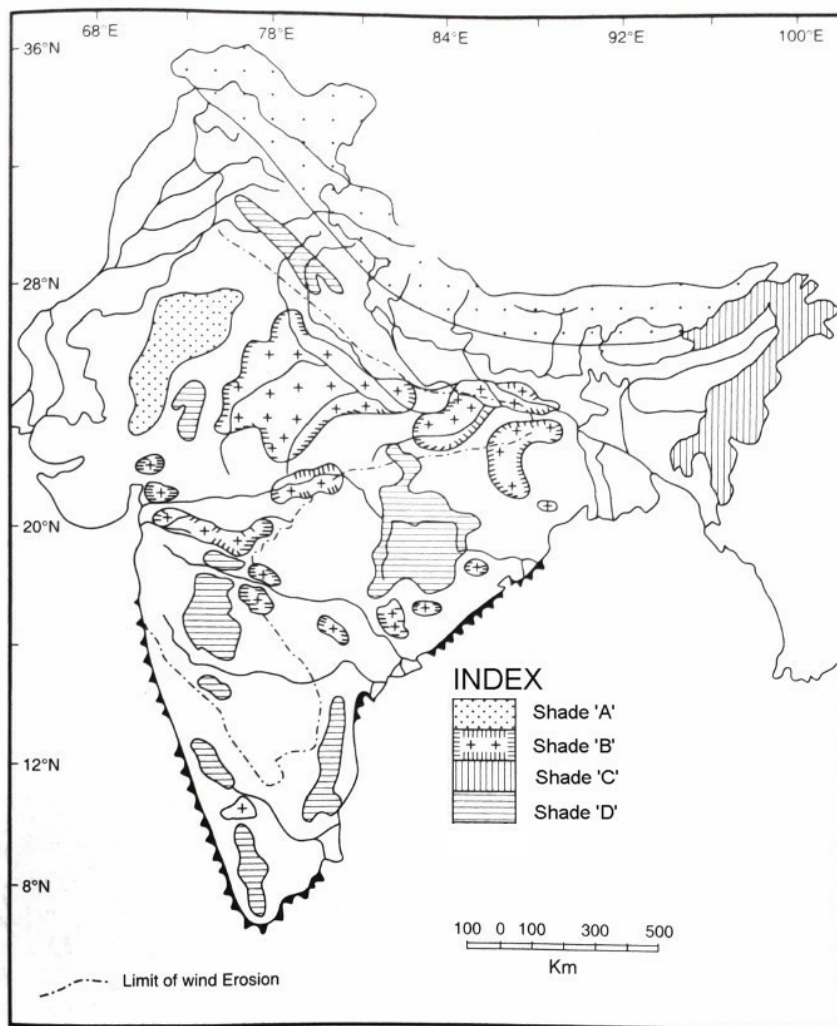 68°E 78°E 84°E 92°E 100°E
36°N
28°N
20°N
12°N
8°N
INDEX
Shade 'A'
Shade 'B'
Shade 'C'
Shade 'D'
100 0 100 300 500
Km
Limit of wind Erosion